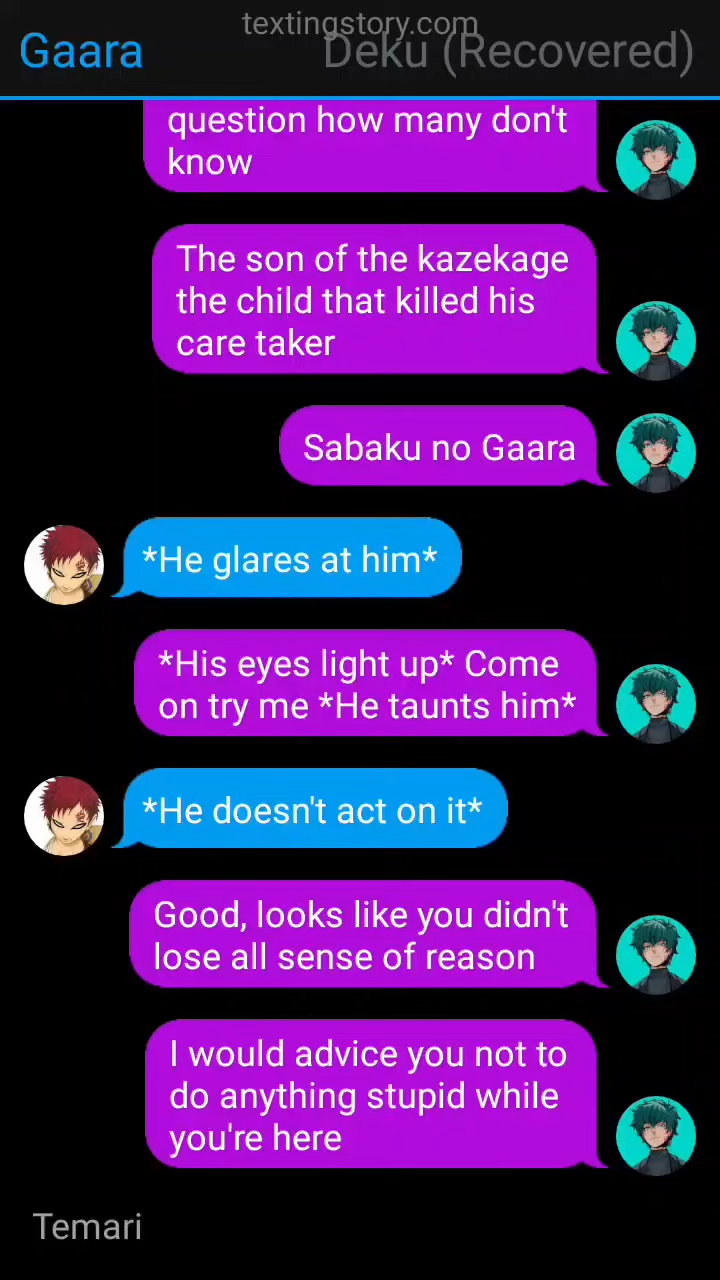 textingstory.com
Gaara
Deku (Recovered)
question how many don't
know
The son of the kazekage
the child that killed his
care taker
Sabaku no Gaara
*He glares at him*
*His eyes light up* Come
on try me *He taunts him*
*He doesn't act on it*
Good, looks like you didn't
lose all sense of reason
I would advice you not to
do anything stupid while
you're here
Temari